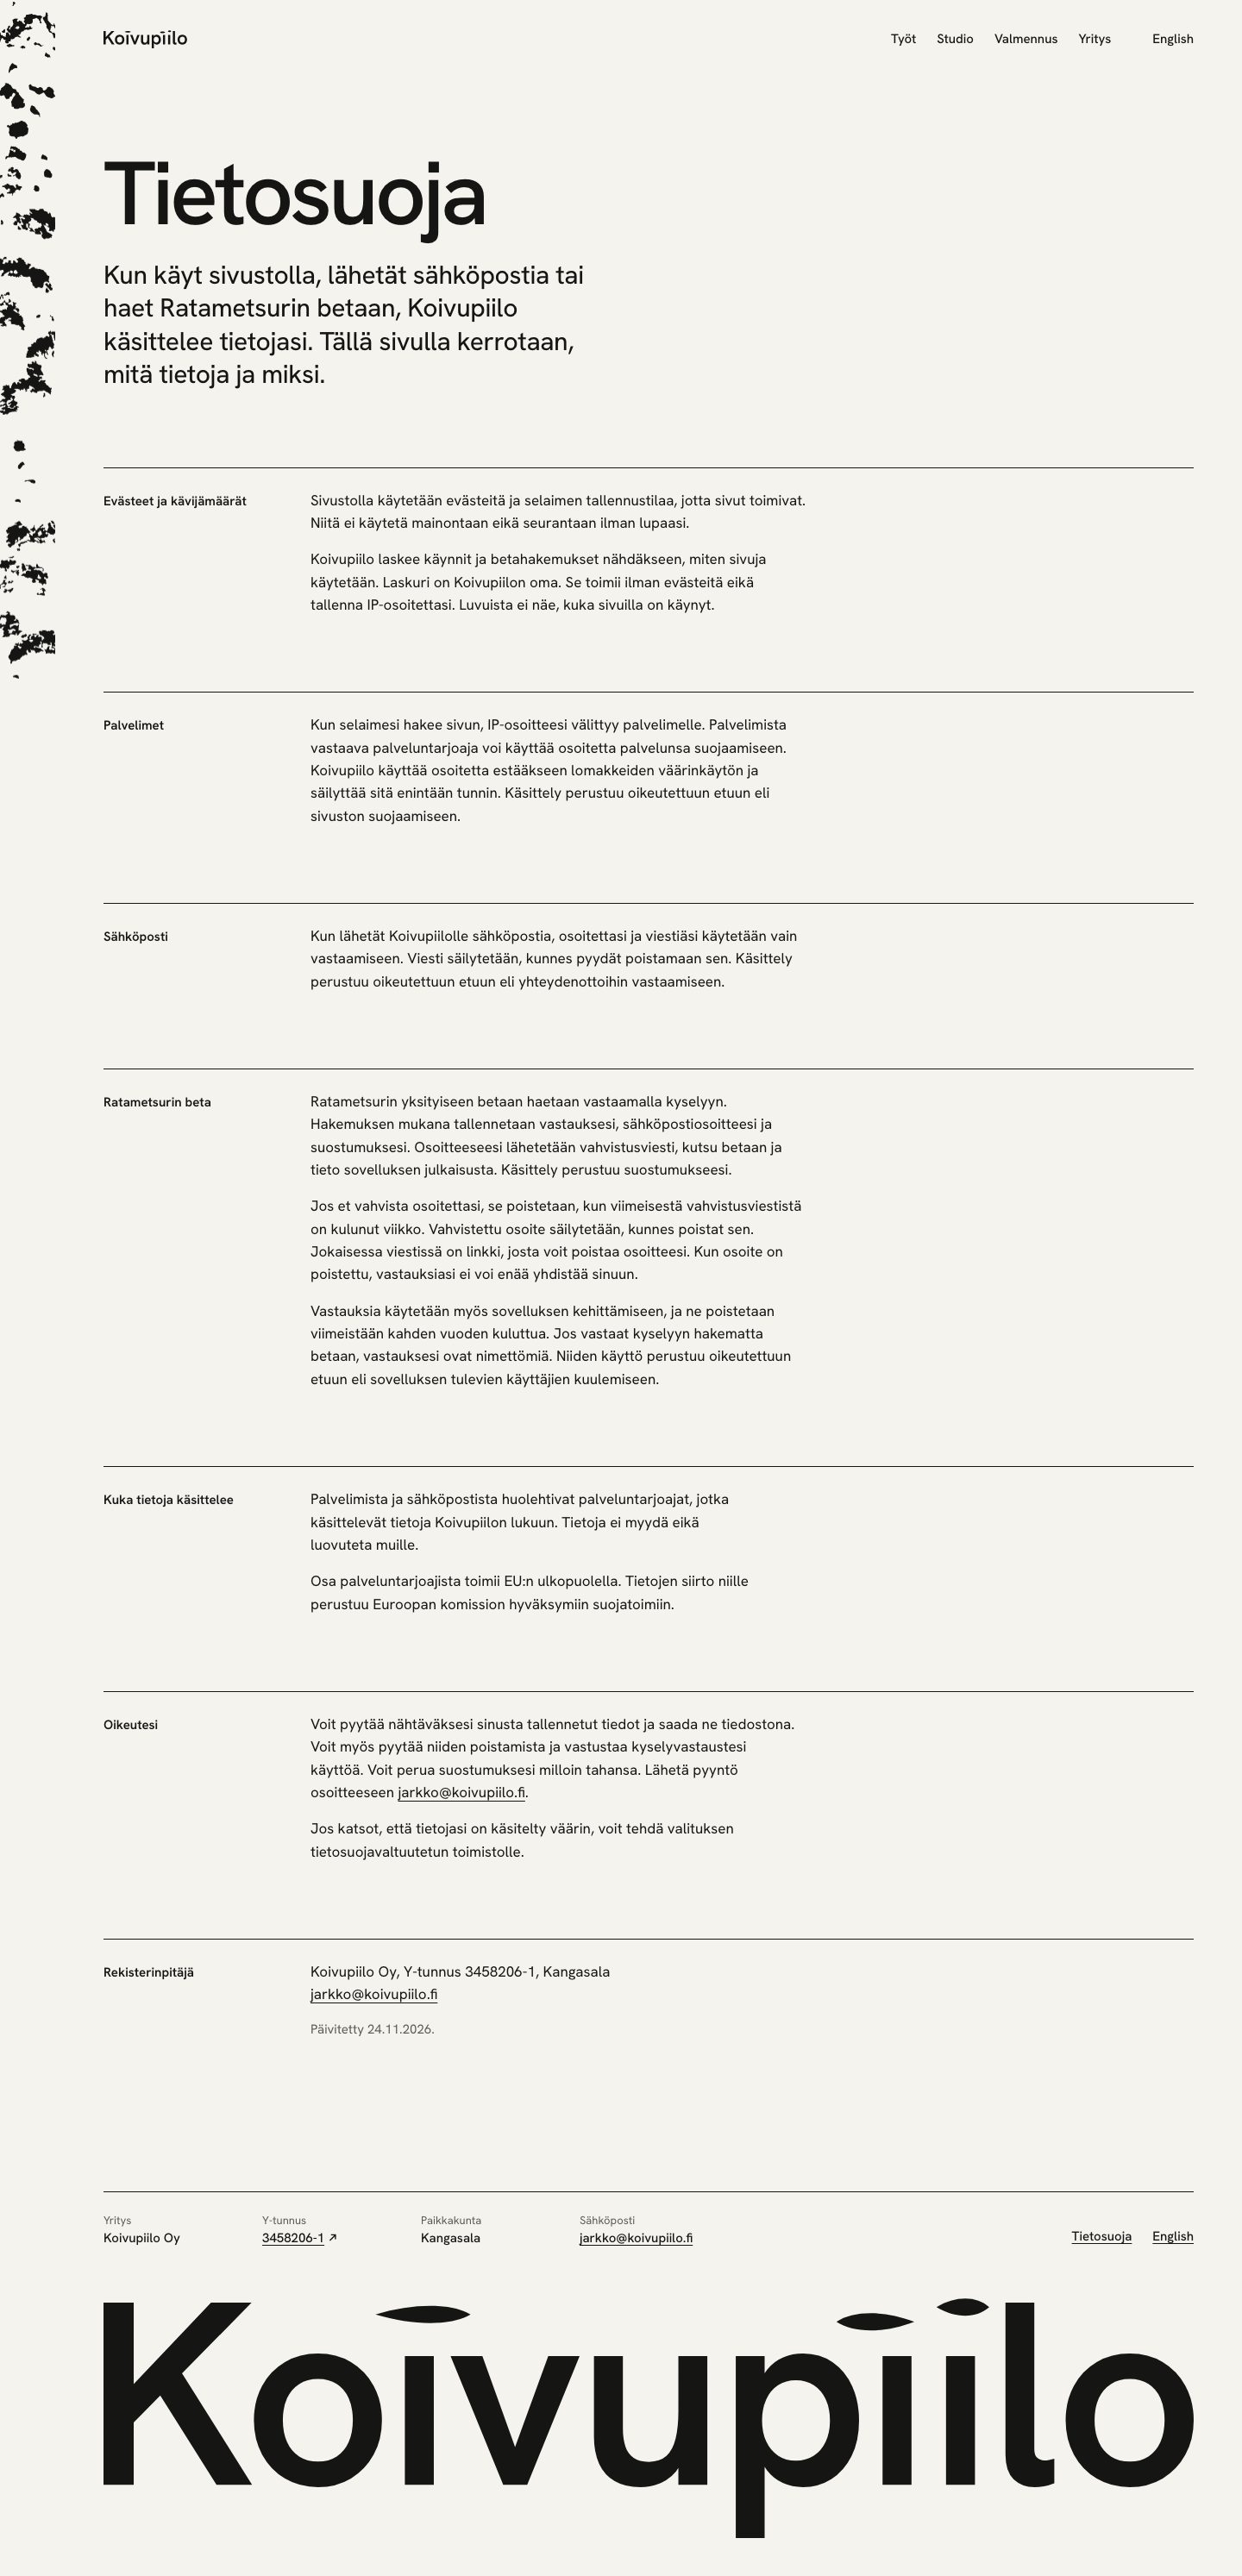 Koivupiilo
Työt Studio Valmennus Yritys English
Tietosuoja
Kun käyt sivustolla, lähetät sähköpostia tai
haet Ratametsurin betaan, Koivupiilo
käsittelee tietojasi. Tällä sivulla kerrotaan,
mitä tietoja ja miksi.
Evästeet ja kävijämäärät
Sivustolla käytetään evästeitä ja selaimen tallennustilaa, jotta sivut toimivat.
Niitä ei käytetä mainontaan eikä seurantaan ilman lupaasi.
Koivupiilo laskee käynnit ja betahakemukset nähdäkseen, miten sivuja
käytetään. Laskuri on Koivupiilon oma. Se toimii ilman evästeitä eikä
tallenna IP-osoitettasi. Luvuista ei näe, kuka sivuilla on käynyt.
Palvelimet
Kun selaimesi hakee sivun, IP-osoitteesi välittyy palvelimelle. Palvelimista
vastaava palveluntarjoaja voi käyttää osoitetta palvelunsa suojaamiseen.
Koivupiilo käyttää osoitetta estääkseen lomakkeiden väärinkäytön ja
säilyttää sitä enintään tunnin. Käsittely perustuu oikeutettuun etuun eli
sivuston suojaamiseen.
Sähköposti
Kun lähetät Koivupiilolle sähköpostia, osoitettasi ja viestiäsi käytetään vain
vastaamiseen. Viesti säilytetään, kunnes pyydät poistamaan sen. Käsittely
perustuu oikeutettuun etuun eli yhteydenottoihin vastaamiseen.
Ratametsurin beta
Ratametsurin yksityiseen betaan haetaan vastaamalla kyselyyn.
Hakemuksen mukana tallennetaan vastauksesi, sähköpostiosoitteesi ja
suostumuksesi. Osoitteeseesi lähetetään vahvistusviesti, kutsu betaan ja
tieto sovelluksen julkaisusta. Käsittely perustuu suostumukseesi.
Jos et vahvista osoitettasi, se poistetaan, kun viimeisestä vahvistusviestistä
on kulunut viikko. Vahvistettu osoite säilytetään, kunnes poistat sen.
Jokaisessa viestissä on linkki, josta voit poistaa osoitteesi. Kun osoite on
poistettu, vastauksiasi ei voi enää yhdistää sinuun.
Vastauksia käytetään myös sovelluksen kehittämiseen, ja ne poistetaan
viimeistään kahden vuoden kuluttua. Jos vastaat kyselyyn hakematta
betaan, vastauksesi ovat nimettömiä. Niiden käyttö perustuu oikeutettuun
etuun eli sovelluksen tulevien käyttäjien kuulemiseen.
Kuka tietoja käsittelee
Palvelimista ja sähköpostista huolehtivat palveluntarjoajat, jotka
käsittelevät tietoja Koivupiilon lukuun. Tietoja ei myydä eikä
luovuteta muille.
Osa palveluntarjoajista toimii EU:n ulkopuolella. Tietojen siirto niille
perustuu Euroopan komission hyväksymiin suojatoimiin.
Oikeutesi
Voit pyytää nähtäväksesi sinusta tallennetut tiedot ja saada ne tiedostona.
Voit myös pyytää niiden poistamista ja vastustaa kyselyvastaustesi
käyttöä. Voit perua suostumuksesi milloin tahansa. Lähetä pyyntö
osoitteeseen jarkko@koivupiilo.fi.
Jos katsot, että tietojasi on käsitelty väärin, voit tehdä valituksen
tietosuojavaltuutetun toimistolle.
Rekisterinpitäjä
Koivupiilo Oy, Y-tunnus 3458206-1, Kangasala
jarkko@koivupiilo.fi
Päivitetty 24.11.2026.
Yritys Y-tunnus Paikkakunta Sähköposti
Koivupiilo Oy 3458206-1 ↗ Kangasala jarkko@koivupiilo.fi Tietosuoja English
Koivupiilo